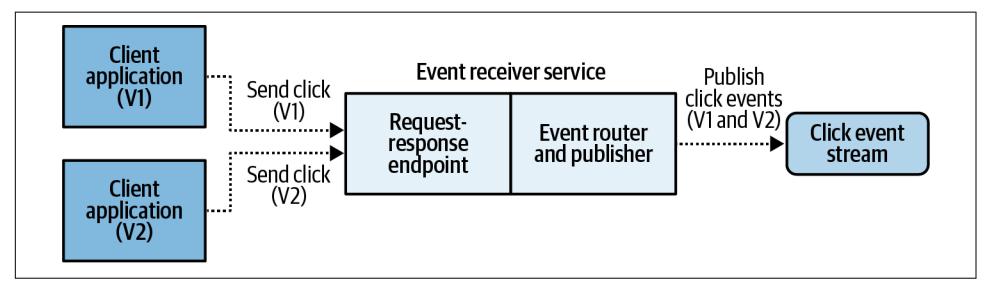 Client
application
(V1)
Send click
(V1)
Client
application
(V2)
Send click
(V2)
Event receiver service
Request-
response
endpoint
Event router
and publisher
Publish
click events
(V1 and V2)
Click event
stream